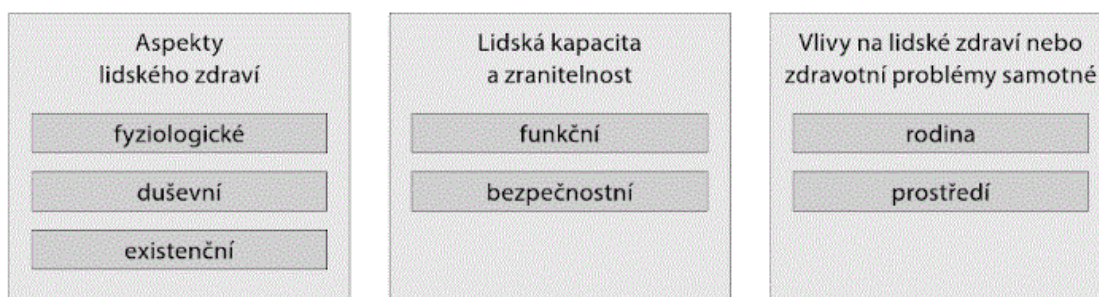 Aspekty
lidského zdraví
fyziologické
duševní
existenční
Lidská kapacita
a zranitelnost
funkční
bezpečnostní
Vlivy na lidské zdraví nebo
zdravotní problémy samotné
rodina
prostředí